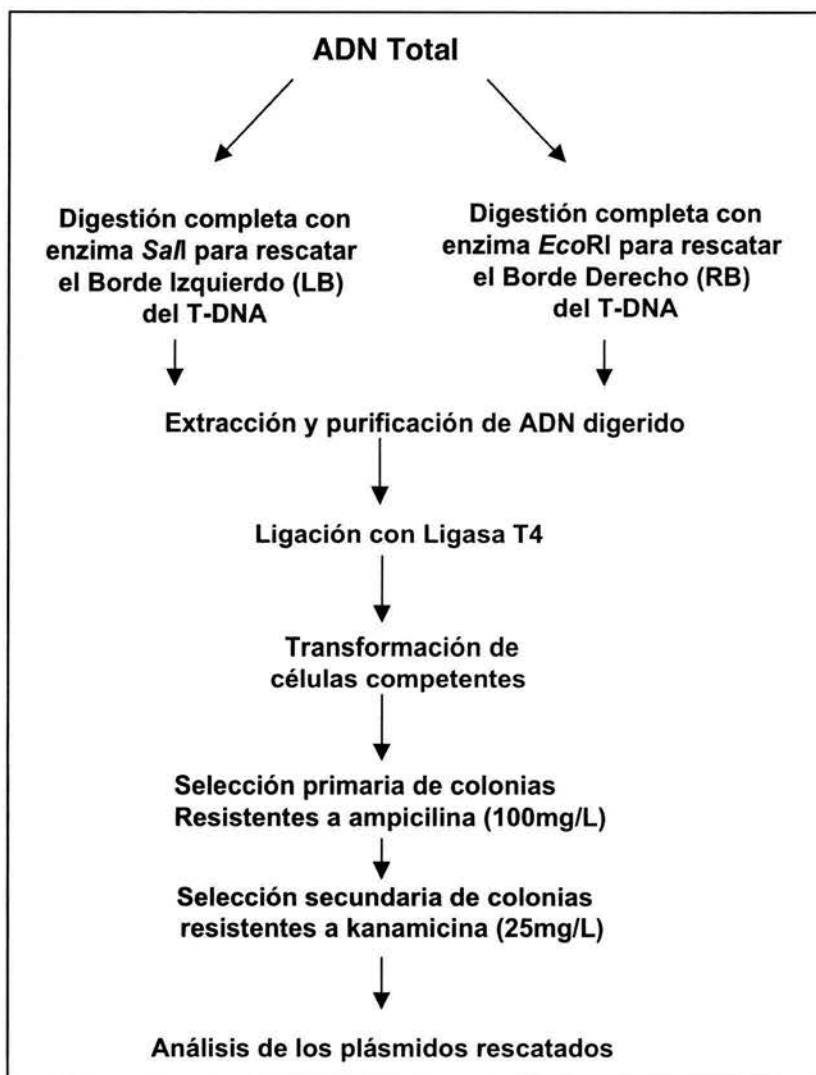 ADN Total
Digestión completa con
enzima SalI para rescatar
el Borde Izquierdo (LB)
del T-DNA
Digestión completa con
enzima EcoRI para rescatar
el Borde Derecho (RB)
del T-DNA
Extracción y purificación de ADN digerido
Ligación con Ligasa T4
Transformación de
células competentes
Selección primaria de colonias
Resistentes a ampicilina (100mg/L)
Selección secundaria de colonias
resistentes a kanamicina (25mg/L)
Análisis de los plásmidos rescatados